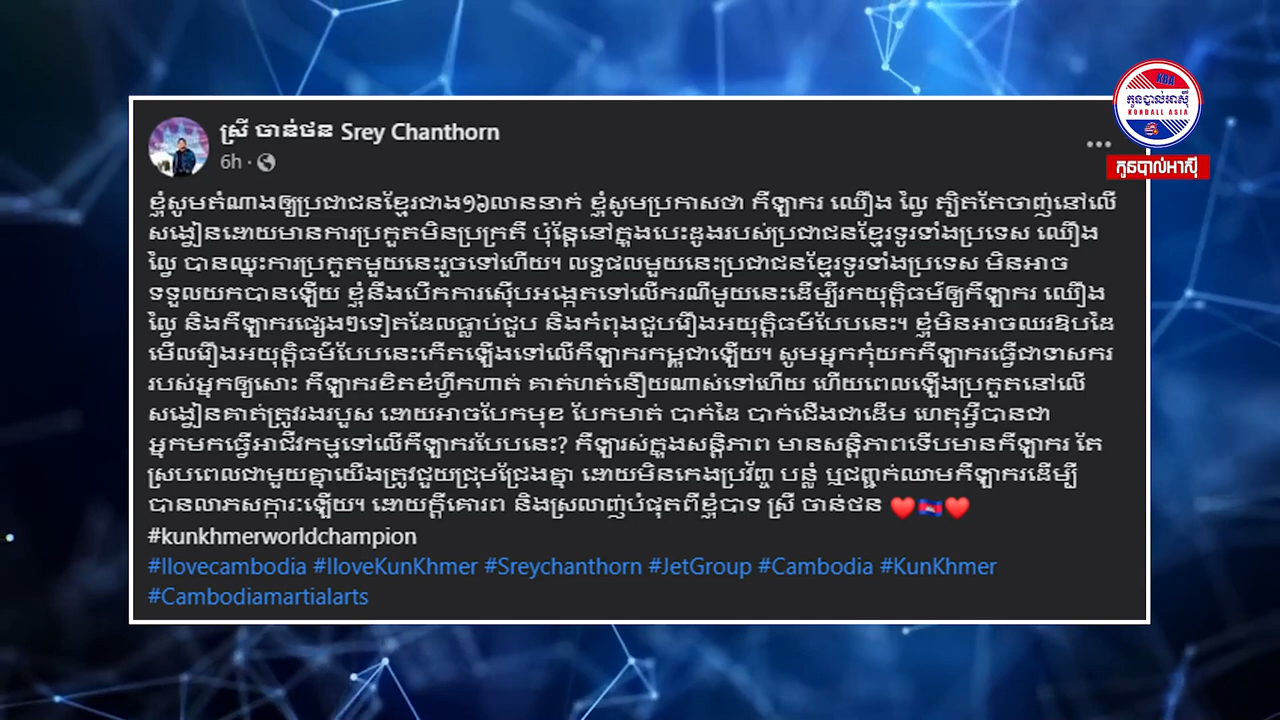 KBA
កូនបាល់អាស៊ី
KONBALL ASIA
កូនបាល់អាស៊ី
ស្រី ចាន់ថន Srey Chanthorn
6h ·
ខ្ញុំសូមតំណាងឲ្យប្រជាជនខ្មែរជាង១៦លាននាក់ ខ្ញុំសូមប្រកាសថា កីឡាករ ឈឿង ល្វៃ ត្បិតតែចាញ់នៅលើ
សង្វៀនដោយមានការប្រកួតមិនប្រក្រតី ប៉ុន្តែនៅក្នុងបេះដូងរបស់ប្រជាជនខ្មែរទូរទាំងប្រទេស ឈឿង
ល្វៃ បានឈ្នះការប្រកួតមួយនេះរួចទៅហើយ។ លទ្ធផលមួយនេះប្រជាជនខ្មែរទូរទាំងប្រទេស មិនអាច
ទទួលយកបានឡើយ ខ្ញុំនឹងបើកការស៊ើបអង្កេតទៅលើករណីមួយនេះដើម្បីរកយុត្តិធម៍ឲ្យកីឡាករ ឈឿង
ល្វៃ និងកីឡាករផ្សេងៗទៀតដែលធ្លាប់ជួប និងកំពុងជួបរឿងអយុត្តិធម៍បែបនេះ។ ខ្ញុំមិនអាចឈរឱបដៃ
មើលរឿងអយុត្តិធម៍បែបនេះកើតឡើងទៅលើកីឡាករកម្ពុជាឡើយ។ សូមអ្នកកុំយកកីឡាករធ្វើជាទាសករ
របស់អ្នកឲ្យសោះ កីឡាករខិតខំហ្វឹកហាត់ គាត់ហត់នឿយណាស់ទៅហើយ ហើយពេលឡើងប្រកួតនៅលើ
សង្វៀនគាត់ត្រូវរងរបួស ដោយអាចបែកមុខ បែកមាត់ បាក់ដៃ បាក់ជើងជាដើម ហេតុអ្វីបានជា
អ្នកមកធ្វើអាជីវកម្មទៅលើកីឡាករបែបនេះ? កីឡារស់ក្នុងសន្តិភាព មានសន្តិភាពទើបមានកីឡាករ តែ
ស្របពេលជាមួយគ្នាយើងត្រូវជួយជ្រុមជ្រែងគ្នា ដោយមិនកេងប្រវ័ញ្ច បន្លំ ឬជញ្ជក់ឈាមកីឡាករដើម្បី
បានលាភសក្ការៈឡើយ។ ដោយក្តីគោរព និងស្រលាញ់បំផុតពីខ្ញុំបាទ ស្រី ចាន់ថន ❤️🇰🇭❤️
#kunkhmerworldchampion
#Ilovecambodia #IloveKunKhmer #Sreychanthorn #JetGroup #Cambodia #KunKhmer
#Cambodiamartialarts